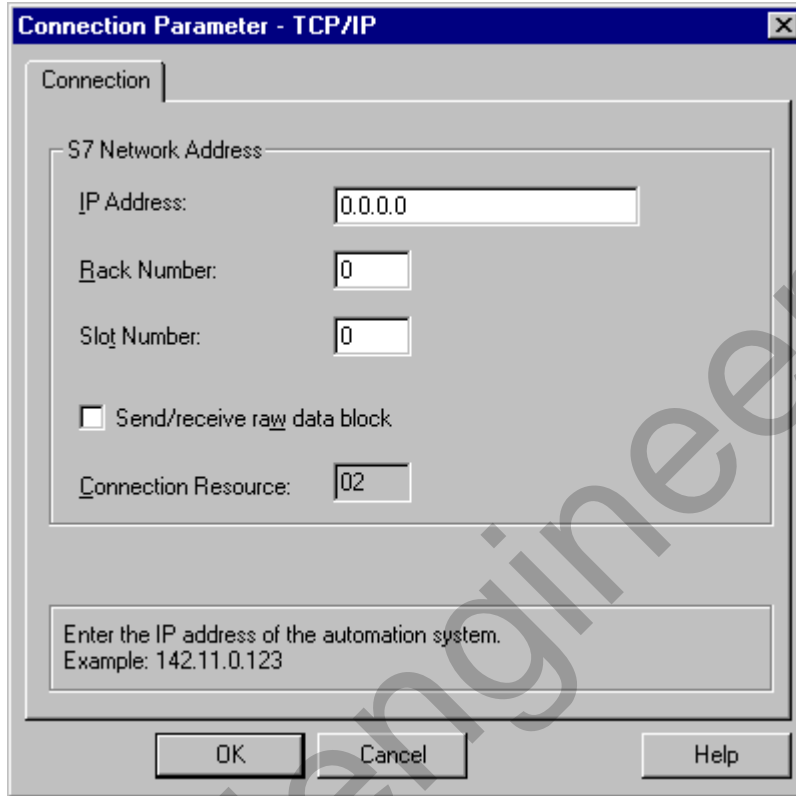 Connection Parameter - TCP/IP
Connection
S7 Network Address
IP Address: 0.0.0.0
Rack Number: 0
Slot Number: 0
Send/receive raw data block
Connection Resource: 02
Enter the IP address of the automation system.
Example: 142.11.0.123
OK Cancel Help